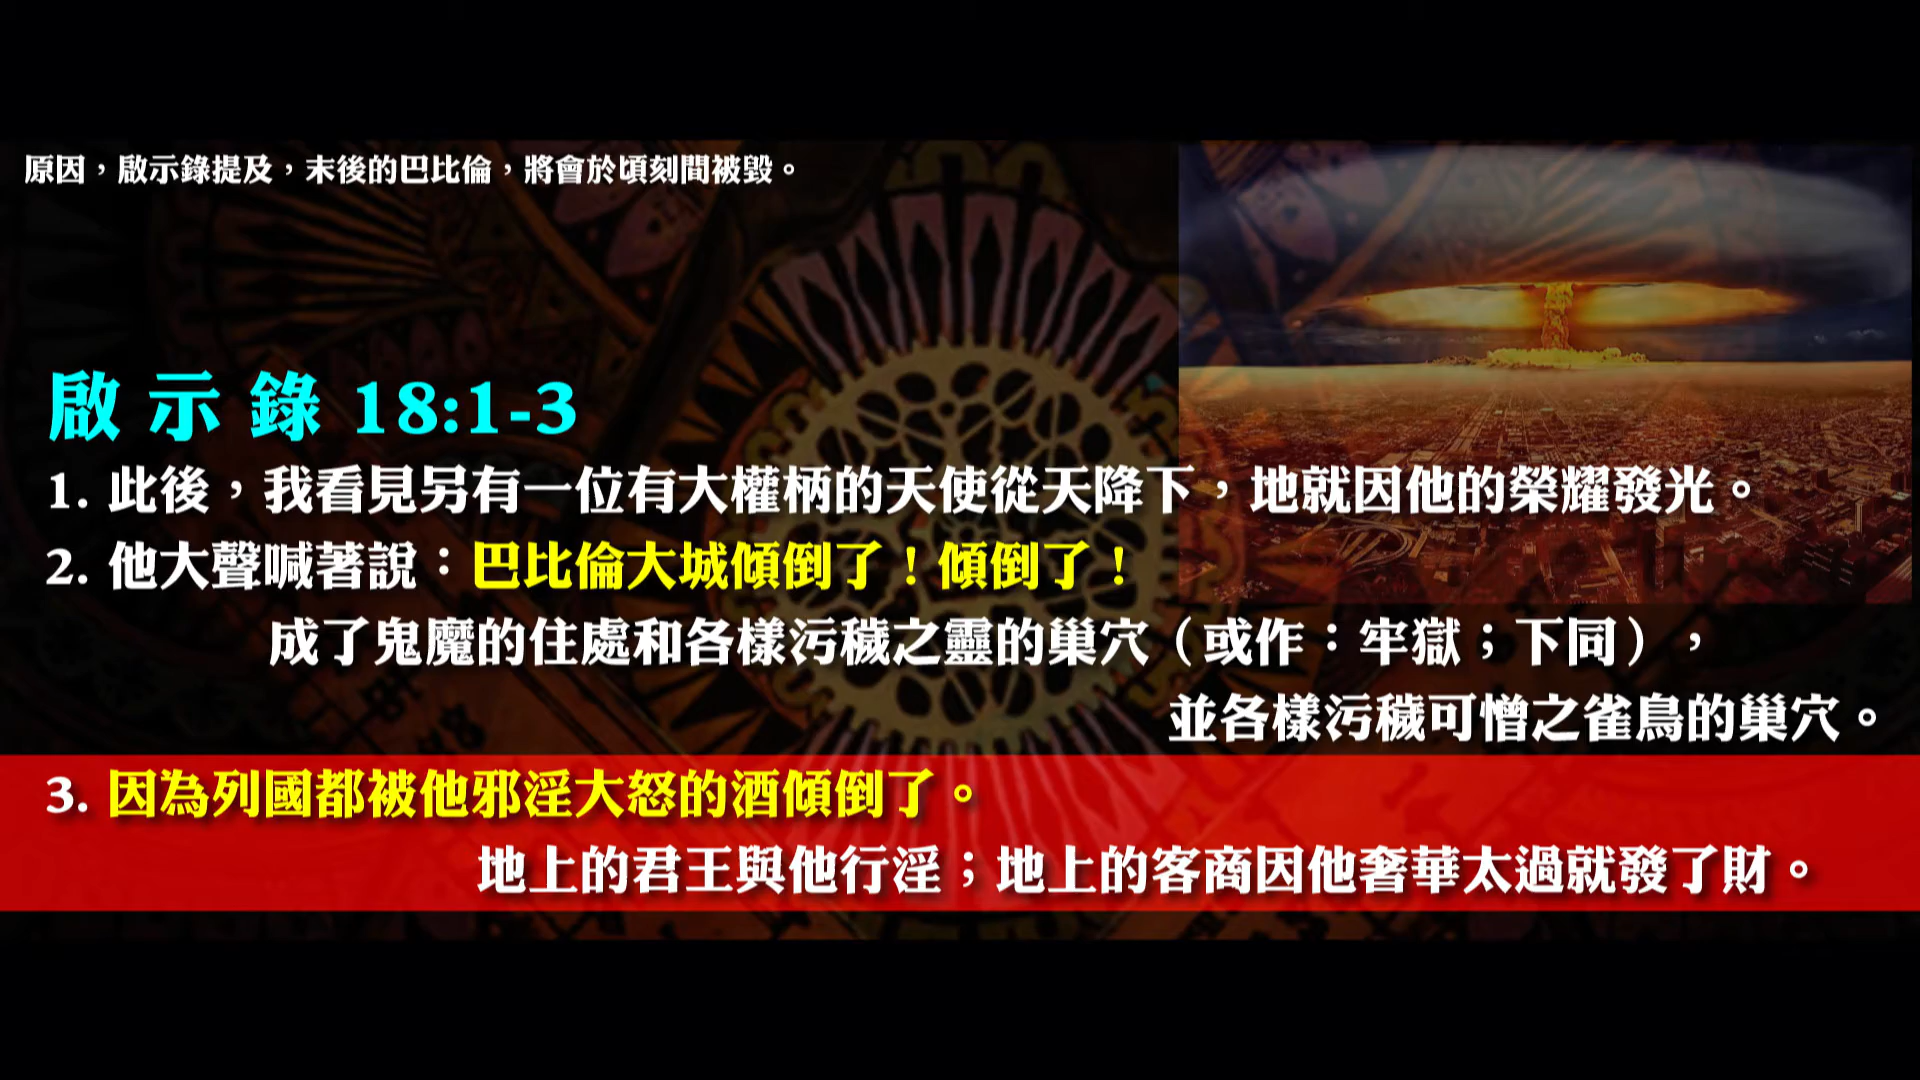 原因，啟示錄提及，末後的巴比倫，將會於頃刻間被毀。
啟示錄 18:1-3
1. 此後，我看見另有一位有大權柄的天使從天降下，地就因他的榮耀發光。
2. 他大聲喊著說：巴比倫大城傾倒了！傾倒了！
成了鬼魔的住處和各樣污穢之靈的巢穴（或作：牢獄；下同），
並各樣污穢可憎之雀鳥的巢穴。
3. 因為列國都被他邪淫大怒的酒傾倒了。
地上的君王與他行淫；地上的客商因他奢華太過就發了財。